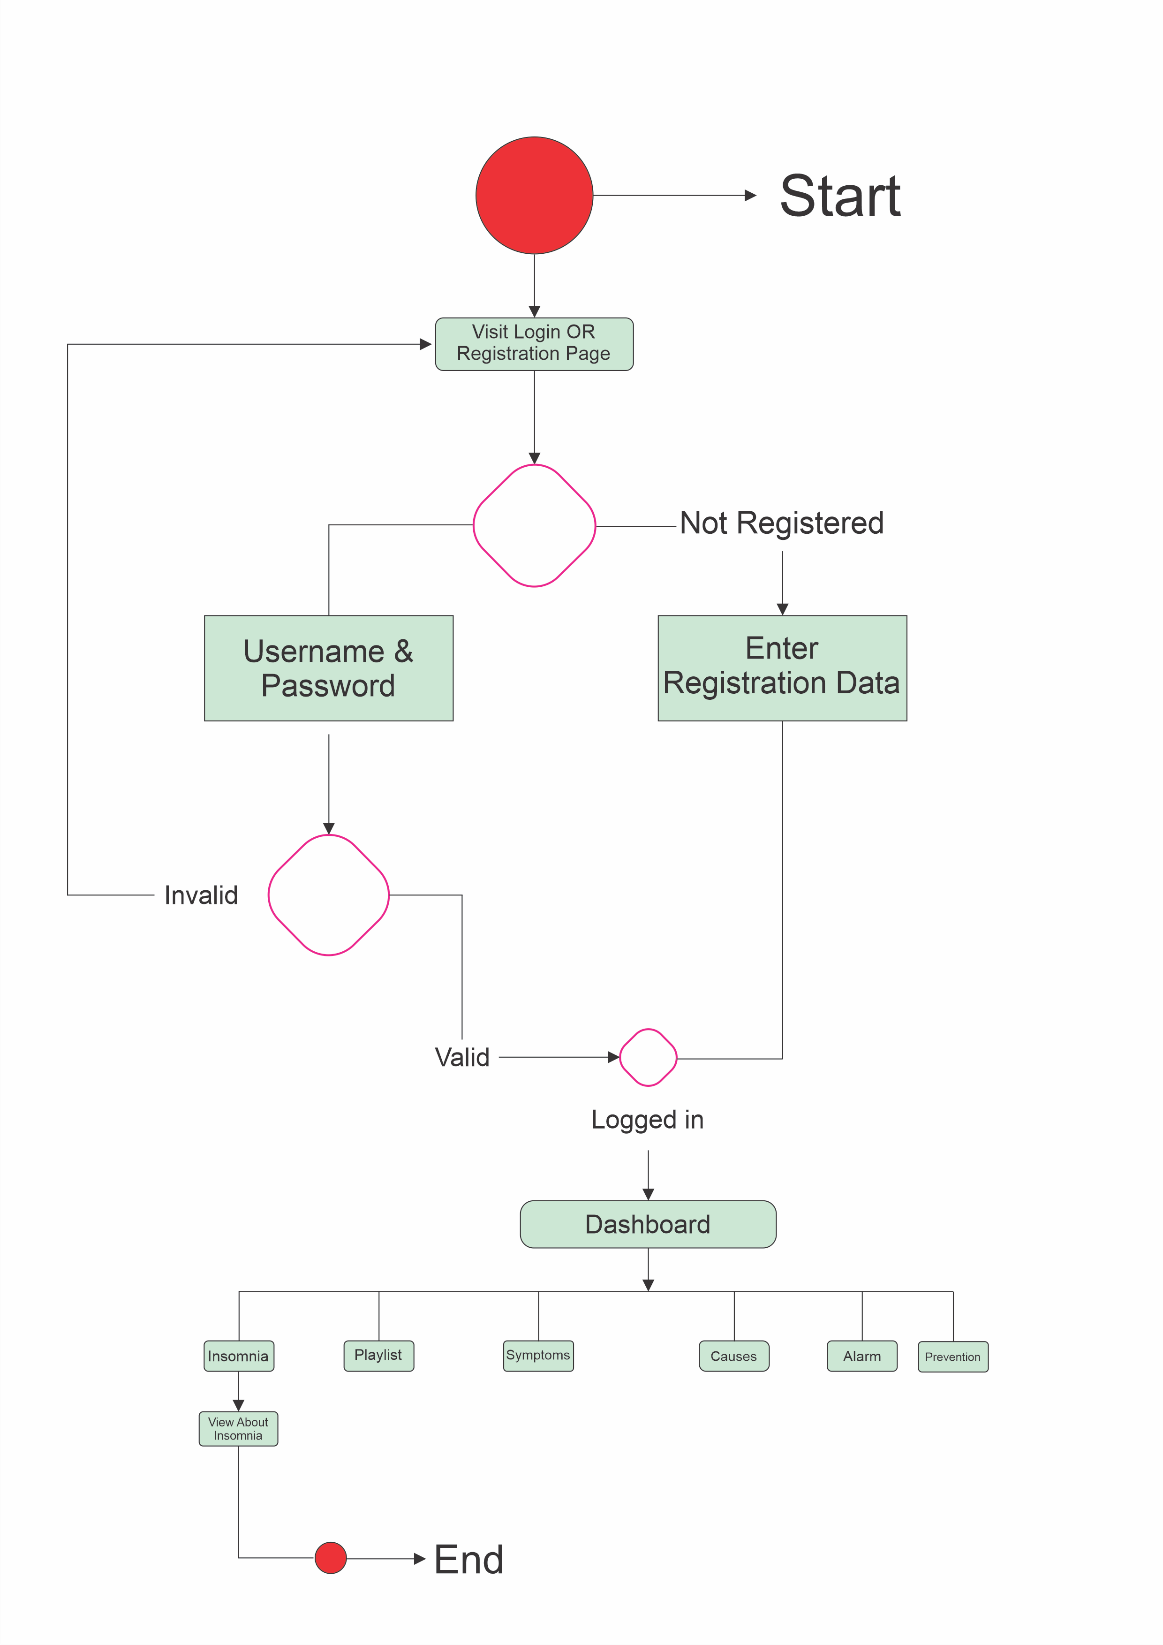 Start
Visit Login OR
Registration Page
Not Registered
Username &
Password
Enter
Registration Data
Invalid
Valid
Logged in
Dashboard
Insomnia
Playlist
Symptoms
Causes
Alarm
Prevention
View About
Insomnia
End